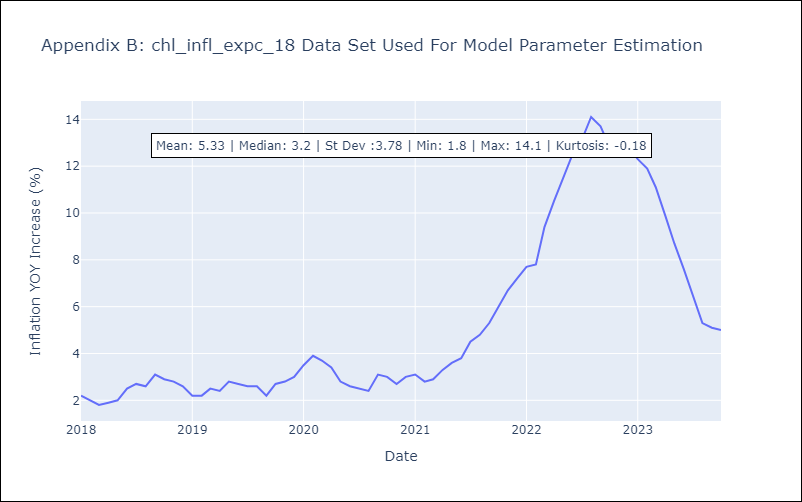 Appendix B: chl_infl_expc_18 Data Set Used For Model Parameter Estimation
14
Mean: 5.33 | Median: 3.2 | St Dev :3.78 | Min: 1.8 | Max: 14.1 | Kurtosis: -0.18
12
10
8
6
4
2
Inflation YOY Increase (%)
2018 2019 2020 2021 2022 2023
Date